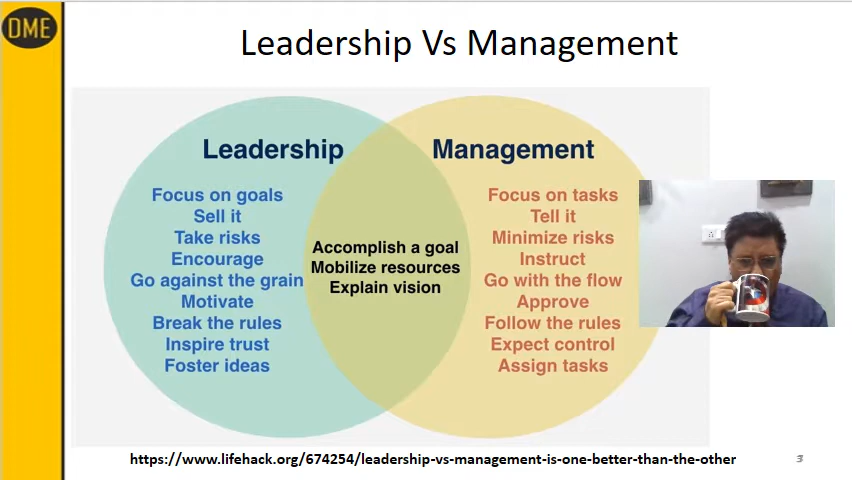 DME
Leadership Vs Management
Leadership
Focus on goals
Sell it
Take risks
Encourage
Go against the grain
Motivate
Break the rules
Inspire trust
Foster ideas
Accomplish a goal
Mobilize resources
Explain vision
Management
Focus on tasks
Tell it
Minimize risks
Instruct
Go with the flow
Approve
Follow the rules
Expect control
Assign tasks
https://www.lifehack.org/674254/leadership-vs-management-is-one-better-than-the-other
3